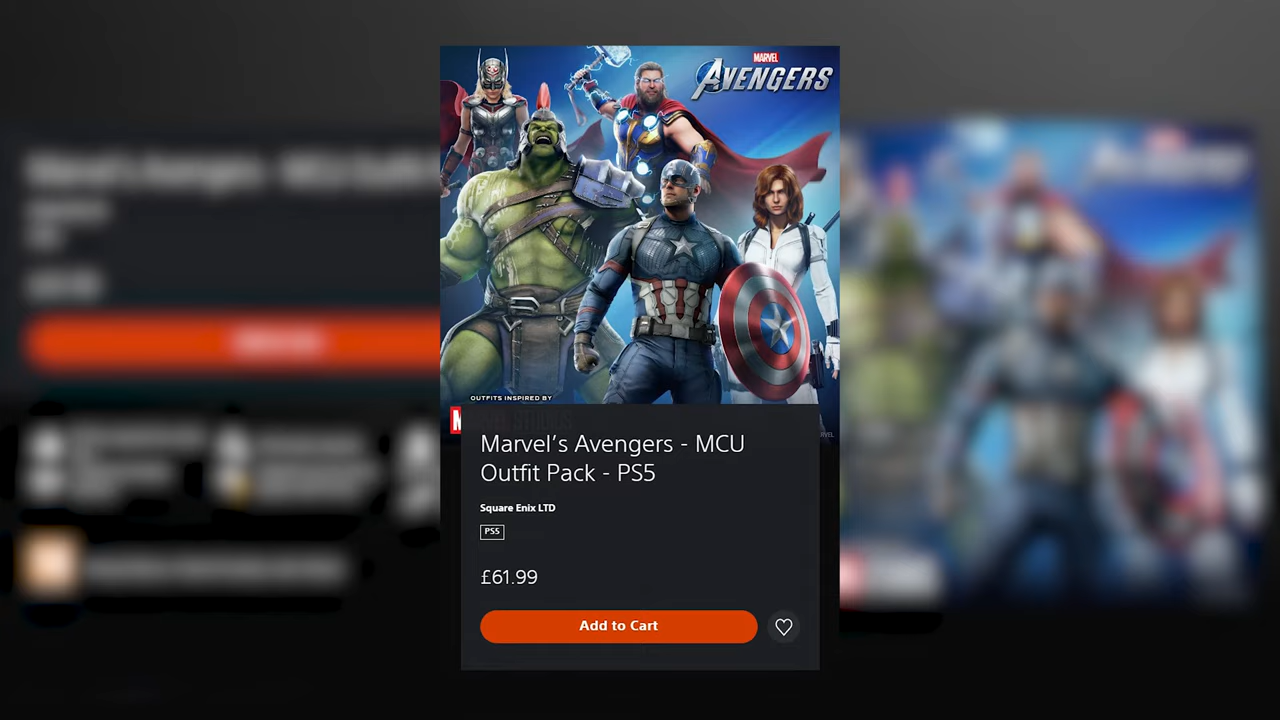 MARVEL
AVENGERS
OUTFITS INSPIRED BY
Marvel's Avengers - MCU
Outfit Pack - PS5
Square Enix LTD
PS5
£61.99
Add to Cart